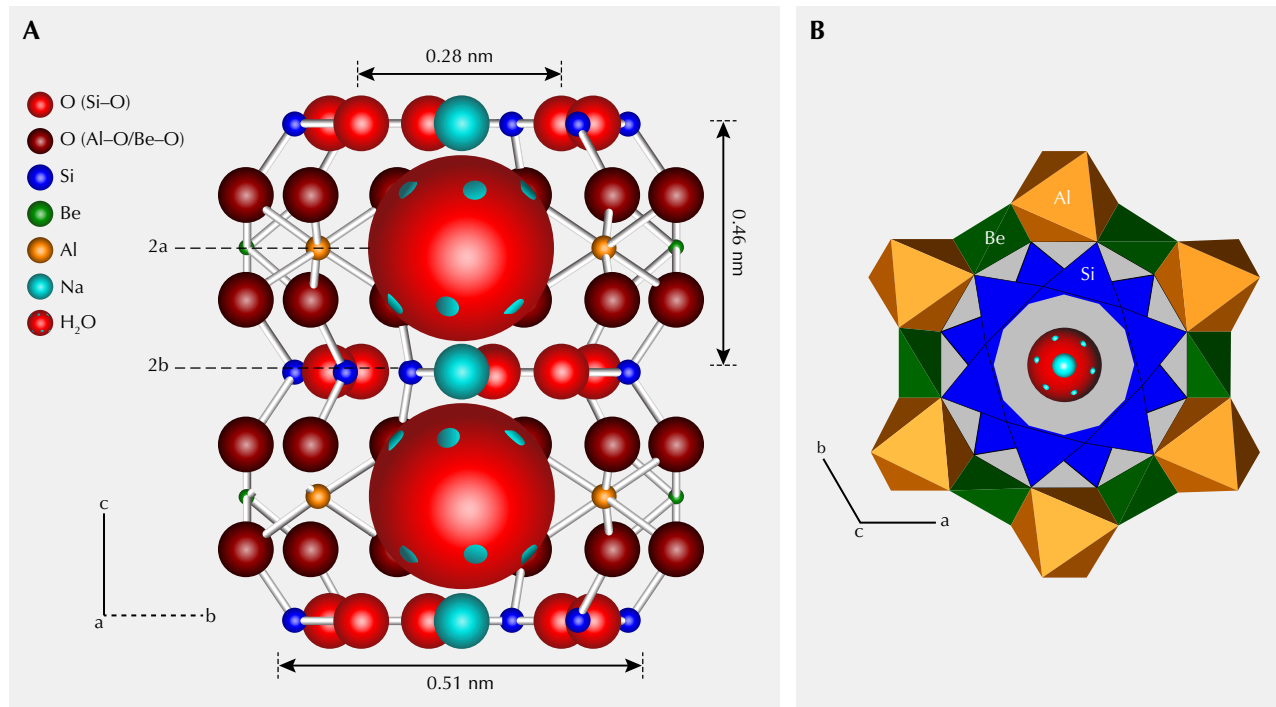 A
0.28 nm
O (Si–O)
O (Al–O/Be–O)
Si
Be
Al
Na
H₂O
2a
2b
0.46 nm
0.51 nm
c
a
b
B
Al
Be
Si
b
c
a